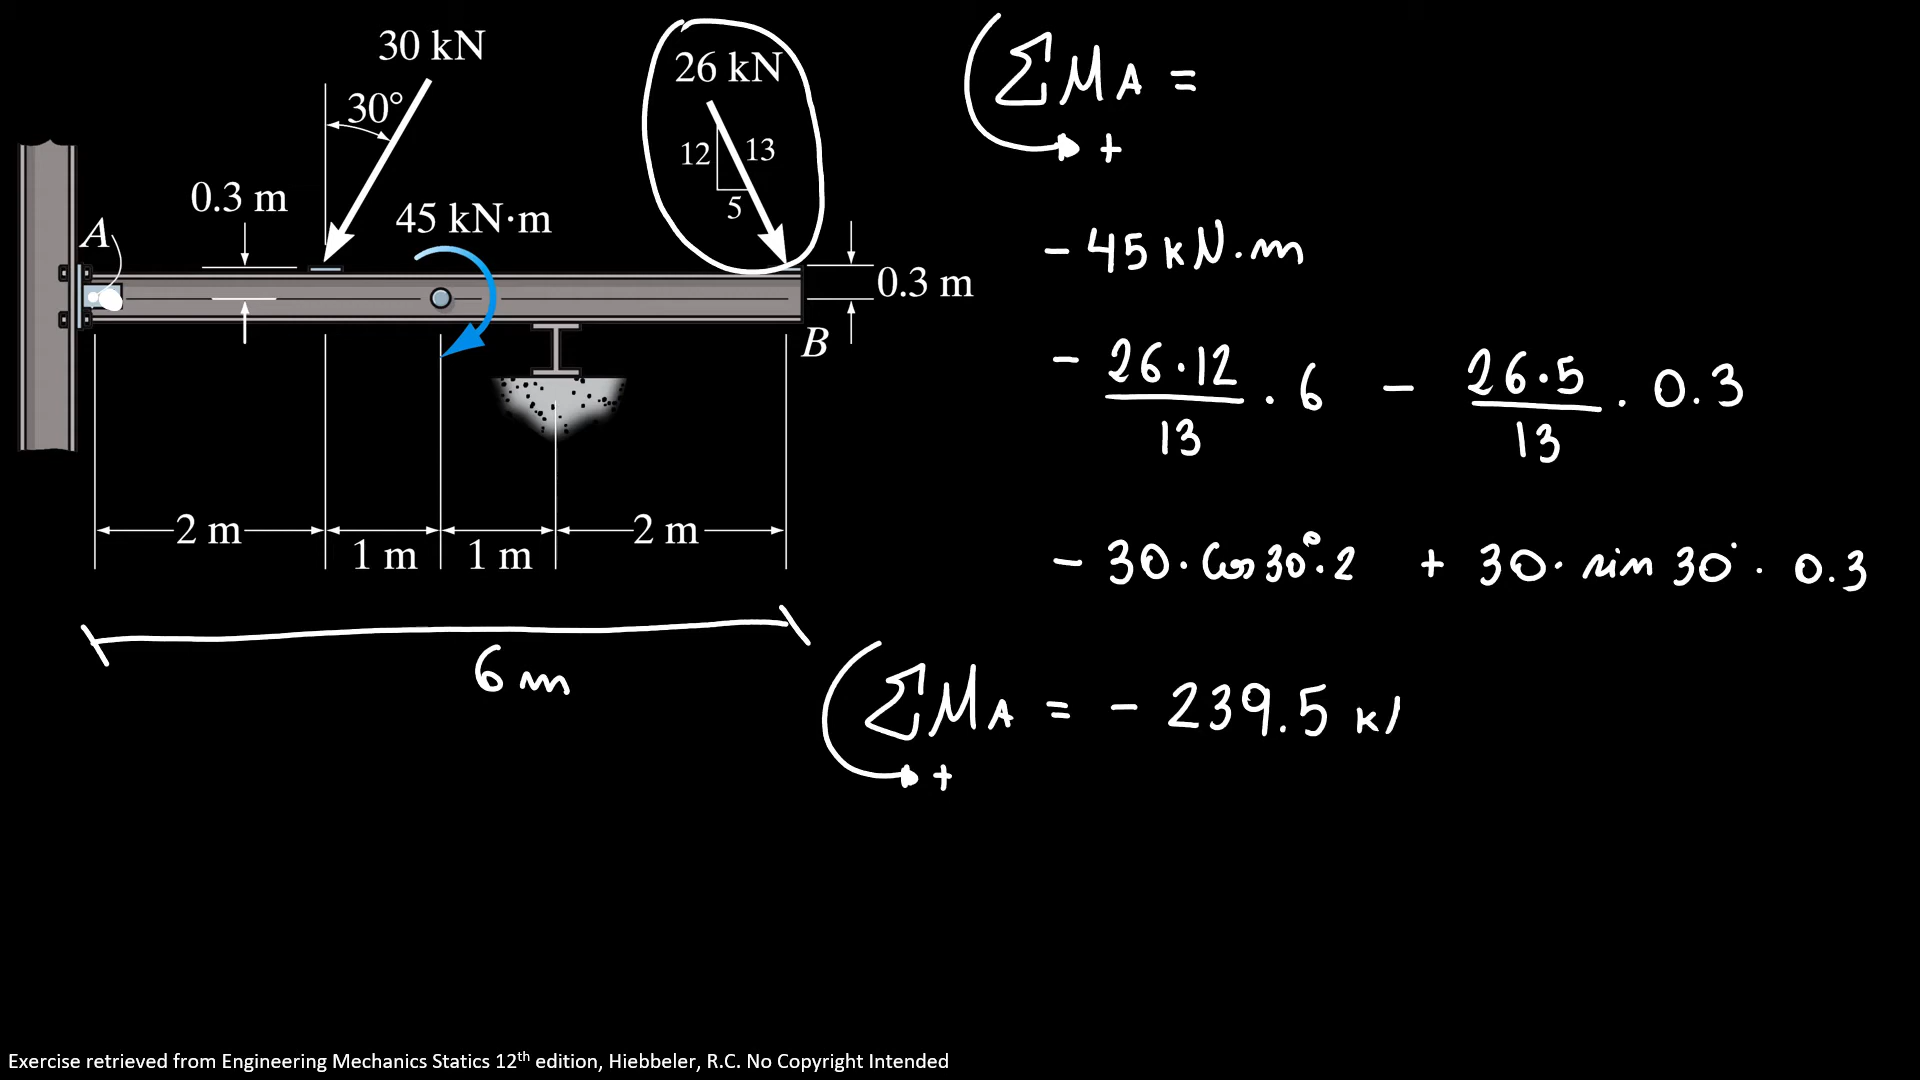 30 kN
26 kN
30°
12
13
5
0.3 m
45 kN·m
A
0.3 m
B
2 m
1 m
1 m
2 m
6 m
ΣMA =
+
- 45 kN.m
- 26·12/13 · 6 - 26·5/13 · 0.3
- 30· Cos 30°· 2 + 30· sin 30° · 0.3
ΣMA = - 239.5 k
+
Exercise retrieved from Engineering Mechanics Statics 12th edition, Hiebbeler, R.C. No Copyright Intended